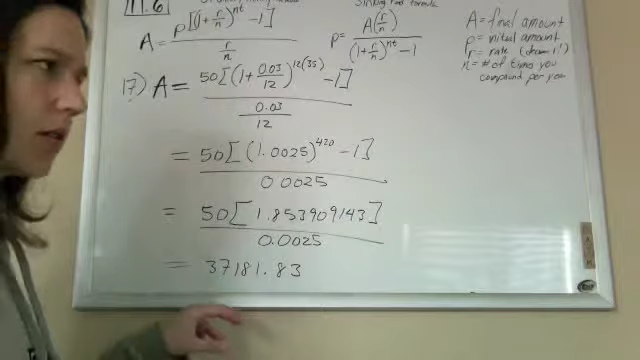 11.6
Sinking Fund formula
A = P[(1 + r/n)^nt - 1] / (r/n)
P = A(r/n) / ((1 + r/n)^nt - 1)
A = final amount
P = initial amount
r = rate
n = # of times you
compound per you
17) A = 50[(1 + 0.03/12)^12(35) - 1] / (0.03/12)
= 50[(1.0025)^420 - 1] / 0.0025
= 50[1.853909143] / 0.0025
= 37181.83